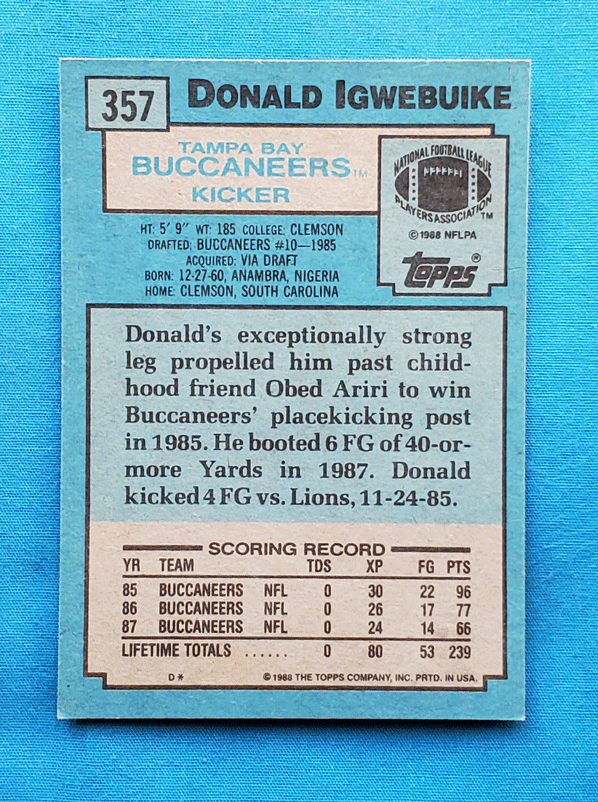 357 DONALD IGWEBUIKE
TAMPA BAY
BUCCANEERS™
KICKER
NATIONAL FOOTBALL LEAGUE
PLAYERS ASSOCIATION™
©1988 NFLPA
topps®
HT: 5' 9" WT: 185 COLLEGE: CLEMSON
DRAFTED: BUCCANEERS #10—1985
ACQUIRED: VIA DRAFT
BORN: 12-27-60, ANAMBRA, NIGERIA
HOME: CLEMSON, SOUTH CAROLINA
Donald's exceptionally strong
leg propelled him past child-
hood friend Obed Ariri to win
Buccaneers' placekicking post
in 1985. He booted 6 FG of 40-or-
more Yards in 1987. Donald
kicked 4 FG vs. Lions, 11-24-85.
SCORING RECORD
YR TEAM TDS XP FG PTS
85 BUCCANEERS NFL 0 30 22 96
86 BUCCANEERS NFL 0 26 17 77
87 BUCCANEERS NFL 0 24 14 66
LIFETIME TOTALS ...... 0 80 53 239
D* ©1988 THE TOPPS COMPANY, INC. PRTD. IN USA.